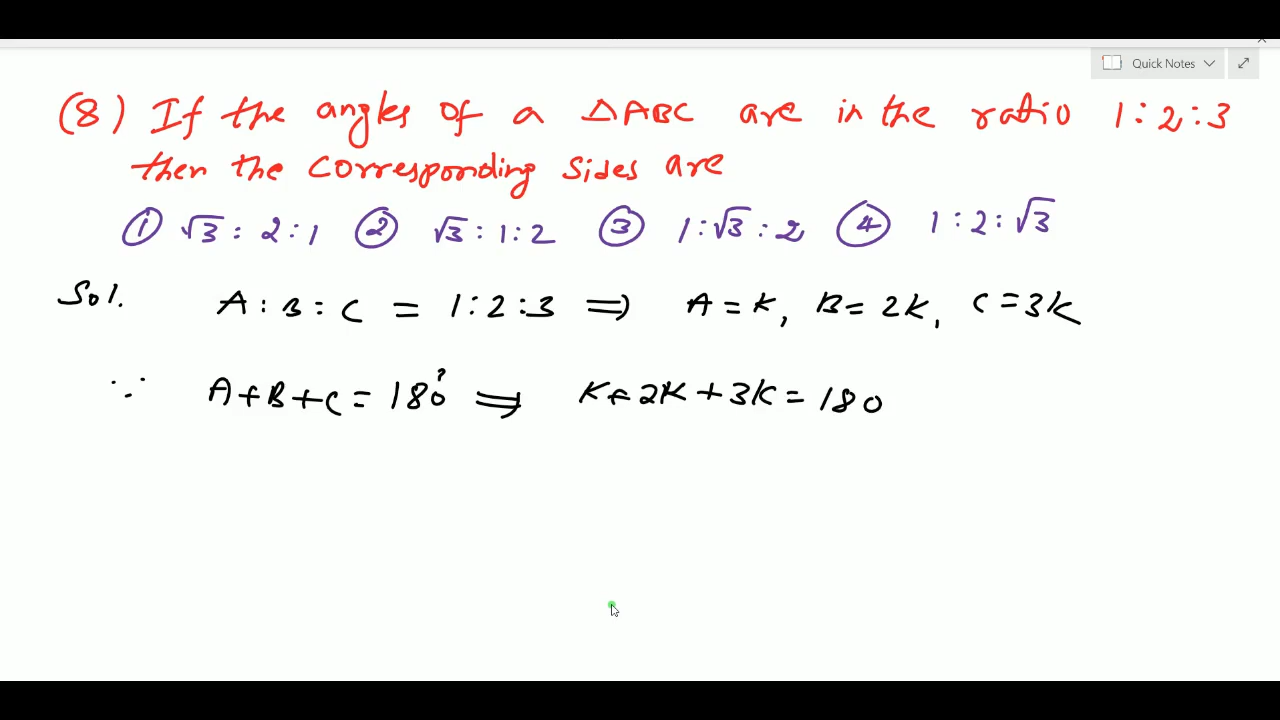 Quick Notes
(8) If the angles of a △ABC are in the ratio 1:2:3
then the corresponding sides are
① √3 : 2 : 1 ② √3 : 1 : 2 ③ 1 : √3 : 2 ④ 1 : 2 : √3
Sol. A : B : C = 1 : 2 : 3 ⟹ A = K, B = 2K, C = 3K
∵ A+B+C = 180° ⟹ K+2K+3K = 180